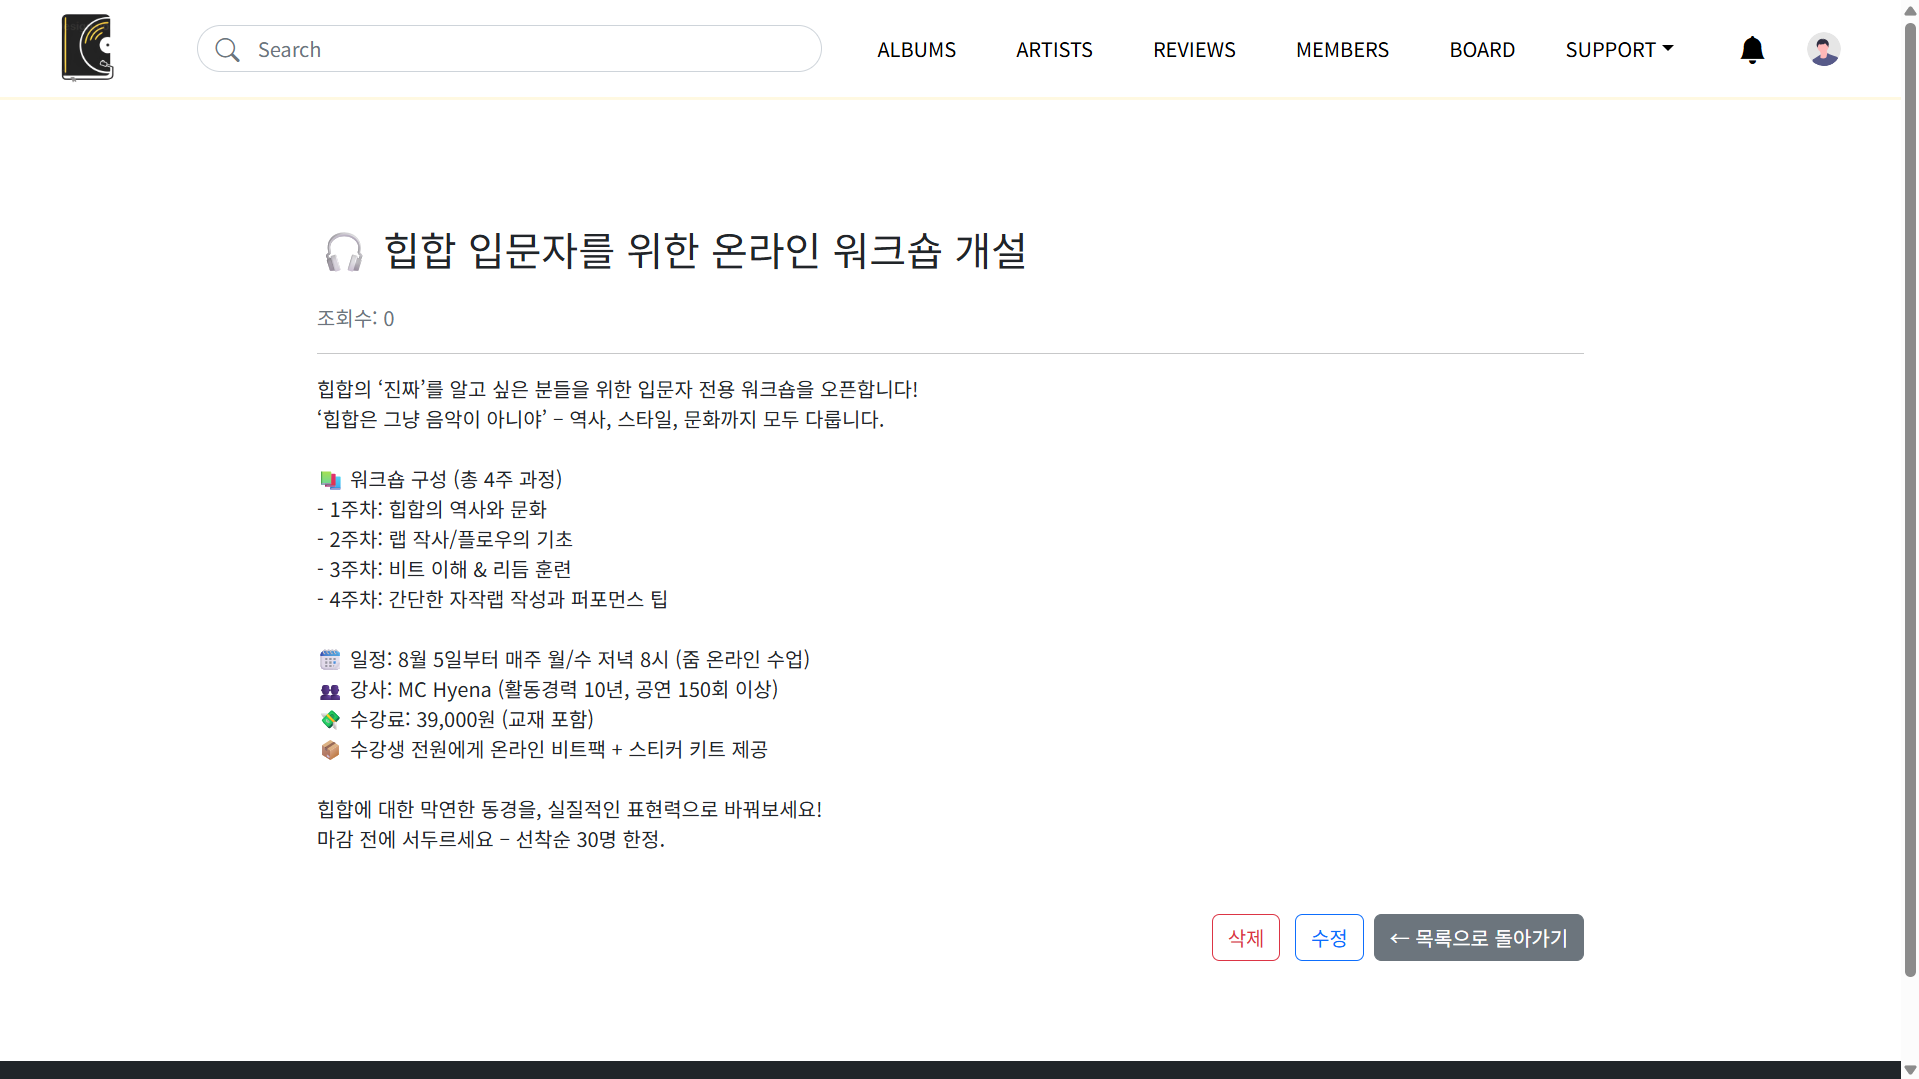 Search
ALBUMS
ARTISTS
REVIEWS
MEMBERS
BOARD
SUPPORT
힙합 입문자를 위한 온라인 워크숍 개설
조회수: 0
힙합의 ‘진짜’를 알고 싶은 분들을 위한 입문자 전용 워크숍을 오픈합니다!
‘힙합은 그냥 음악이 아니야’ – 역사, 스타일, 문화까지 모두 다룹니다.
워크숍 구성 (총 4주 과정)
- 1주차: 힙합의 역사와 문화
- 2주차: 랩 작사/플로우의 기초
- 3주차: 비트 이해 & 리듬 훈련
- 4주차: 간단한 자작랩 작성과 퍼포먼스 팁
일정: 8월 5일부터 매주 월/수 저녁 8시 (줌 온라인 수업)
강사: MC Hyena (활동경력 10년, 공연 150회 이상)
수강료: 39,000원 (교재 포함)
수강생 전원에게 온라인 비트팩 + 스티커 키트 제공
힙합에 대한 막연한 동경을, 실질적인 표현력으로 바꿔보세요!
마감 전에 서두르세요 – 선착순 30명 한정.
삭제
수정
← 목록으로 돌아가기